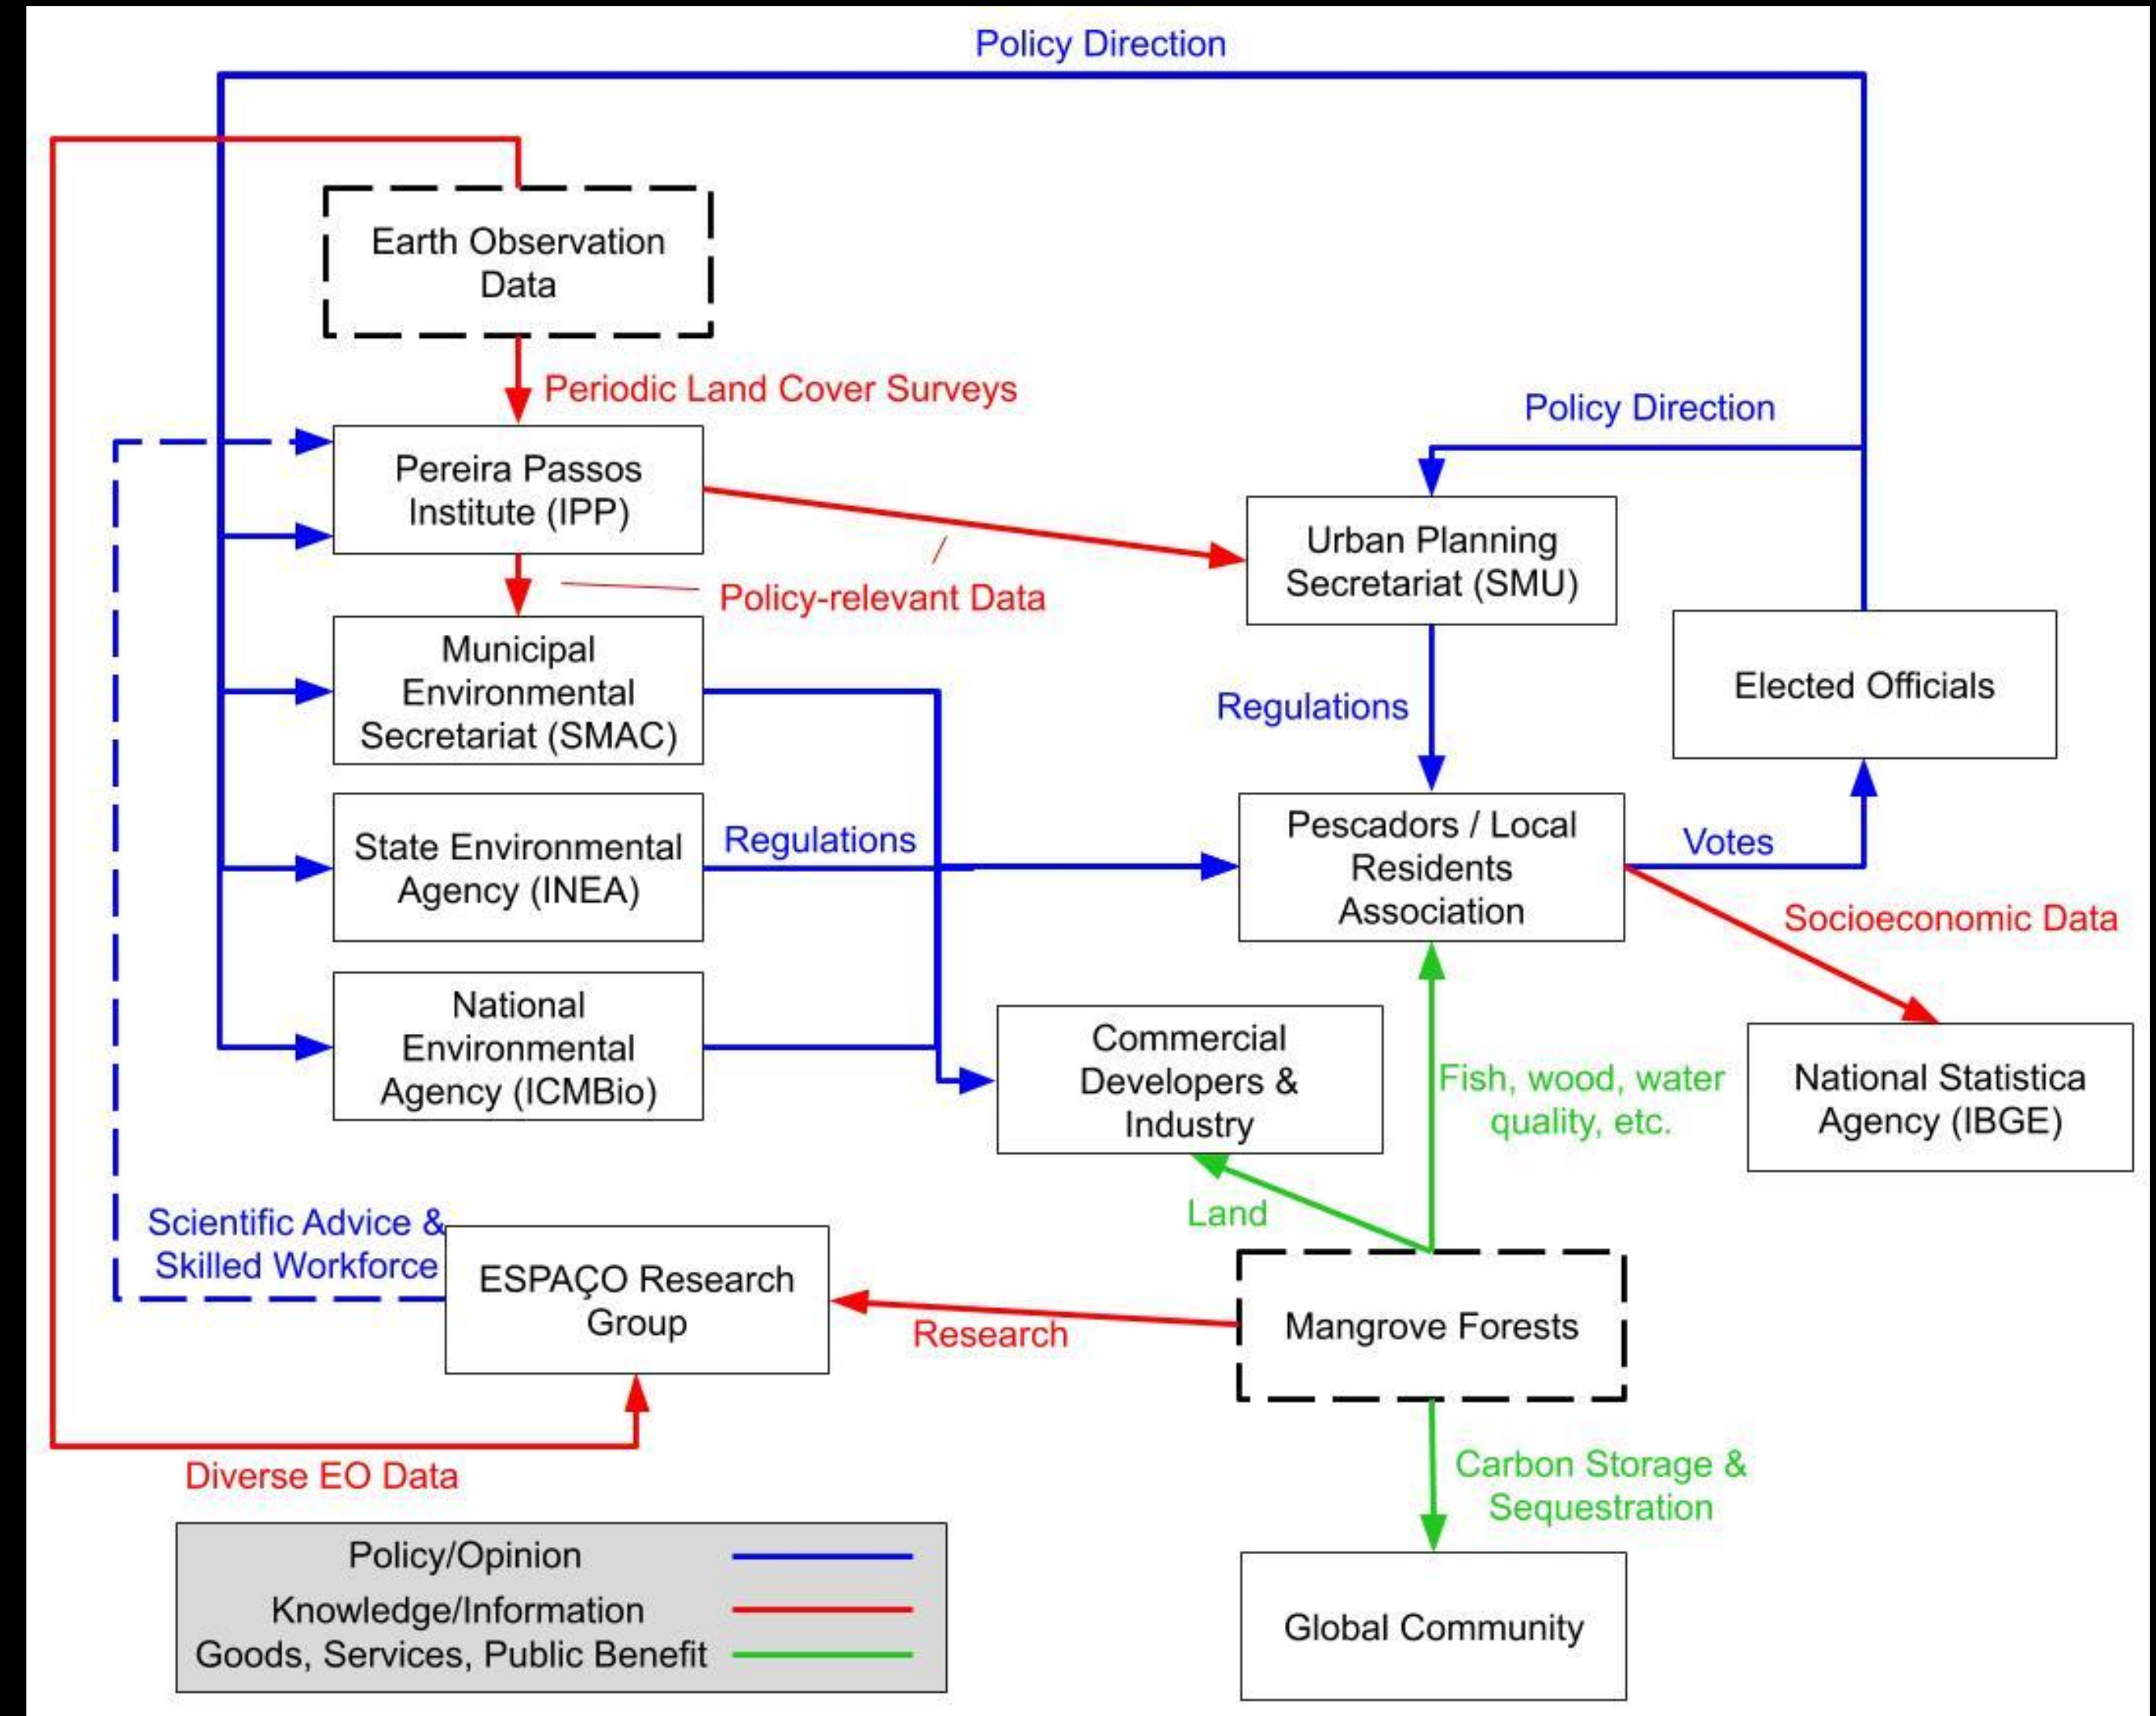 Policy Direction
Earth Observation
Data
Periodic Land Cover Surveys
Policy Direction
Pereira Passos
Institute (IPP)
Urban Planning
Secretariat (SMU)
Policy-relevant Data
Municipal
Environmental
Secretariat (SMAC)
Regulations
Elected Officials
State Environmental
Agency (INEA)
Regulations
Pescadors / Local
Residents
Association
Votes
Socioeconomic Data
National
Environmental
Agency (ICMBio)
Commercial
Developers &
Industry
Fish, wood, water
quality, etc.
National Statistica
Agency (IBGE)
Land
Scientific Advice &
Skilled Workforce
ESPAÇO Research
Group
Research
Mangrove Forests
Diverse EO Data
Carbon Storage &
Sequestration
Policy/Opinion
Knowledge/Information
Goods, Services, Public Benefit
Global Community